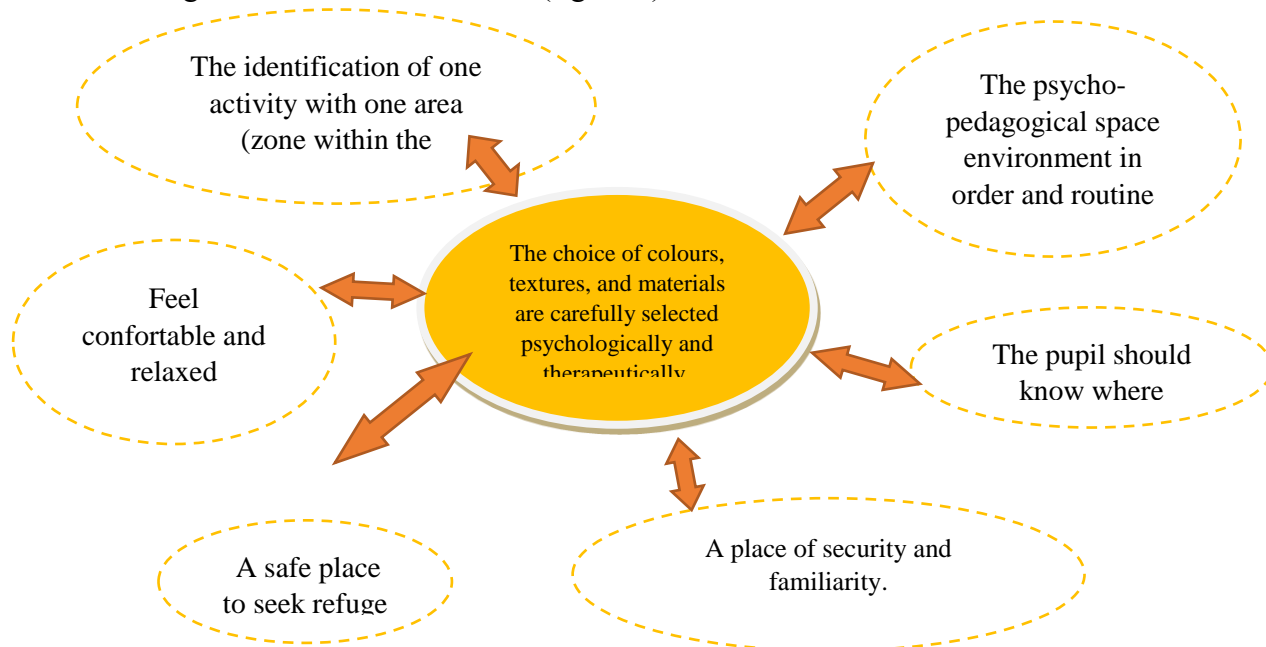 The identification of one
activity with one area
(zone within the
The psycho-
pedagogical space
environment in
order and routine
The choice of colours,
textures, and materials
are carefully selected
psychologically and
therapeutically
Feel
confortable and
relaxed
The pupil should
know where
A safe place
to seek refuge
A place of security and
familiarity.